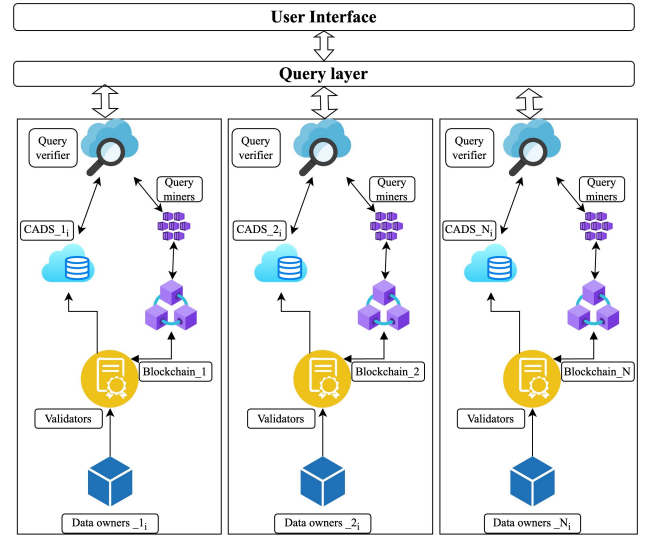 User Interface
Query layer
Query
verifier
Query
miners
CADS_1i
Blockchain_1
Validators
Data owners _1i
Query
verifier
Query
miners
CADS_2i
Blockchain_2
Validators
Data owners _2i
Query
verifier
Query
miners
CADS_Ni
Blockchain_N
Validators
Data owners _Ni